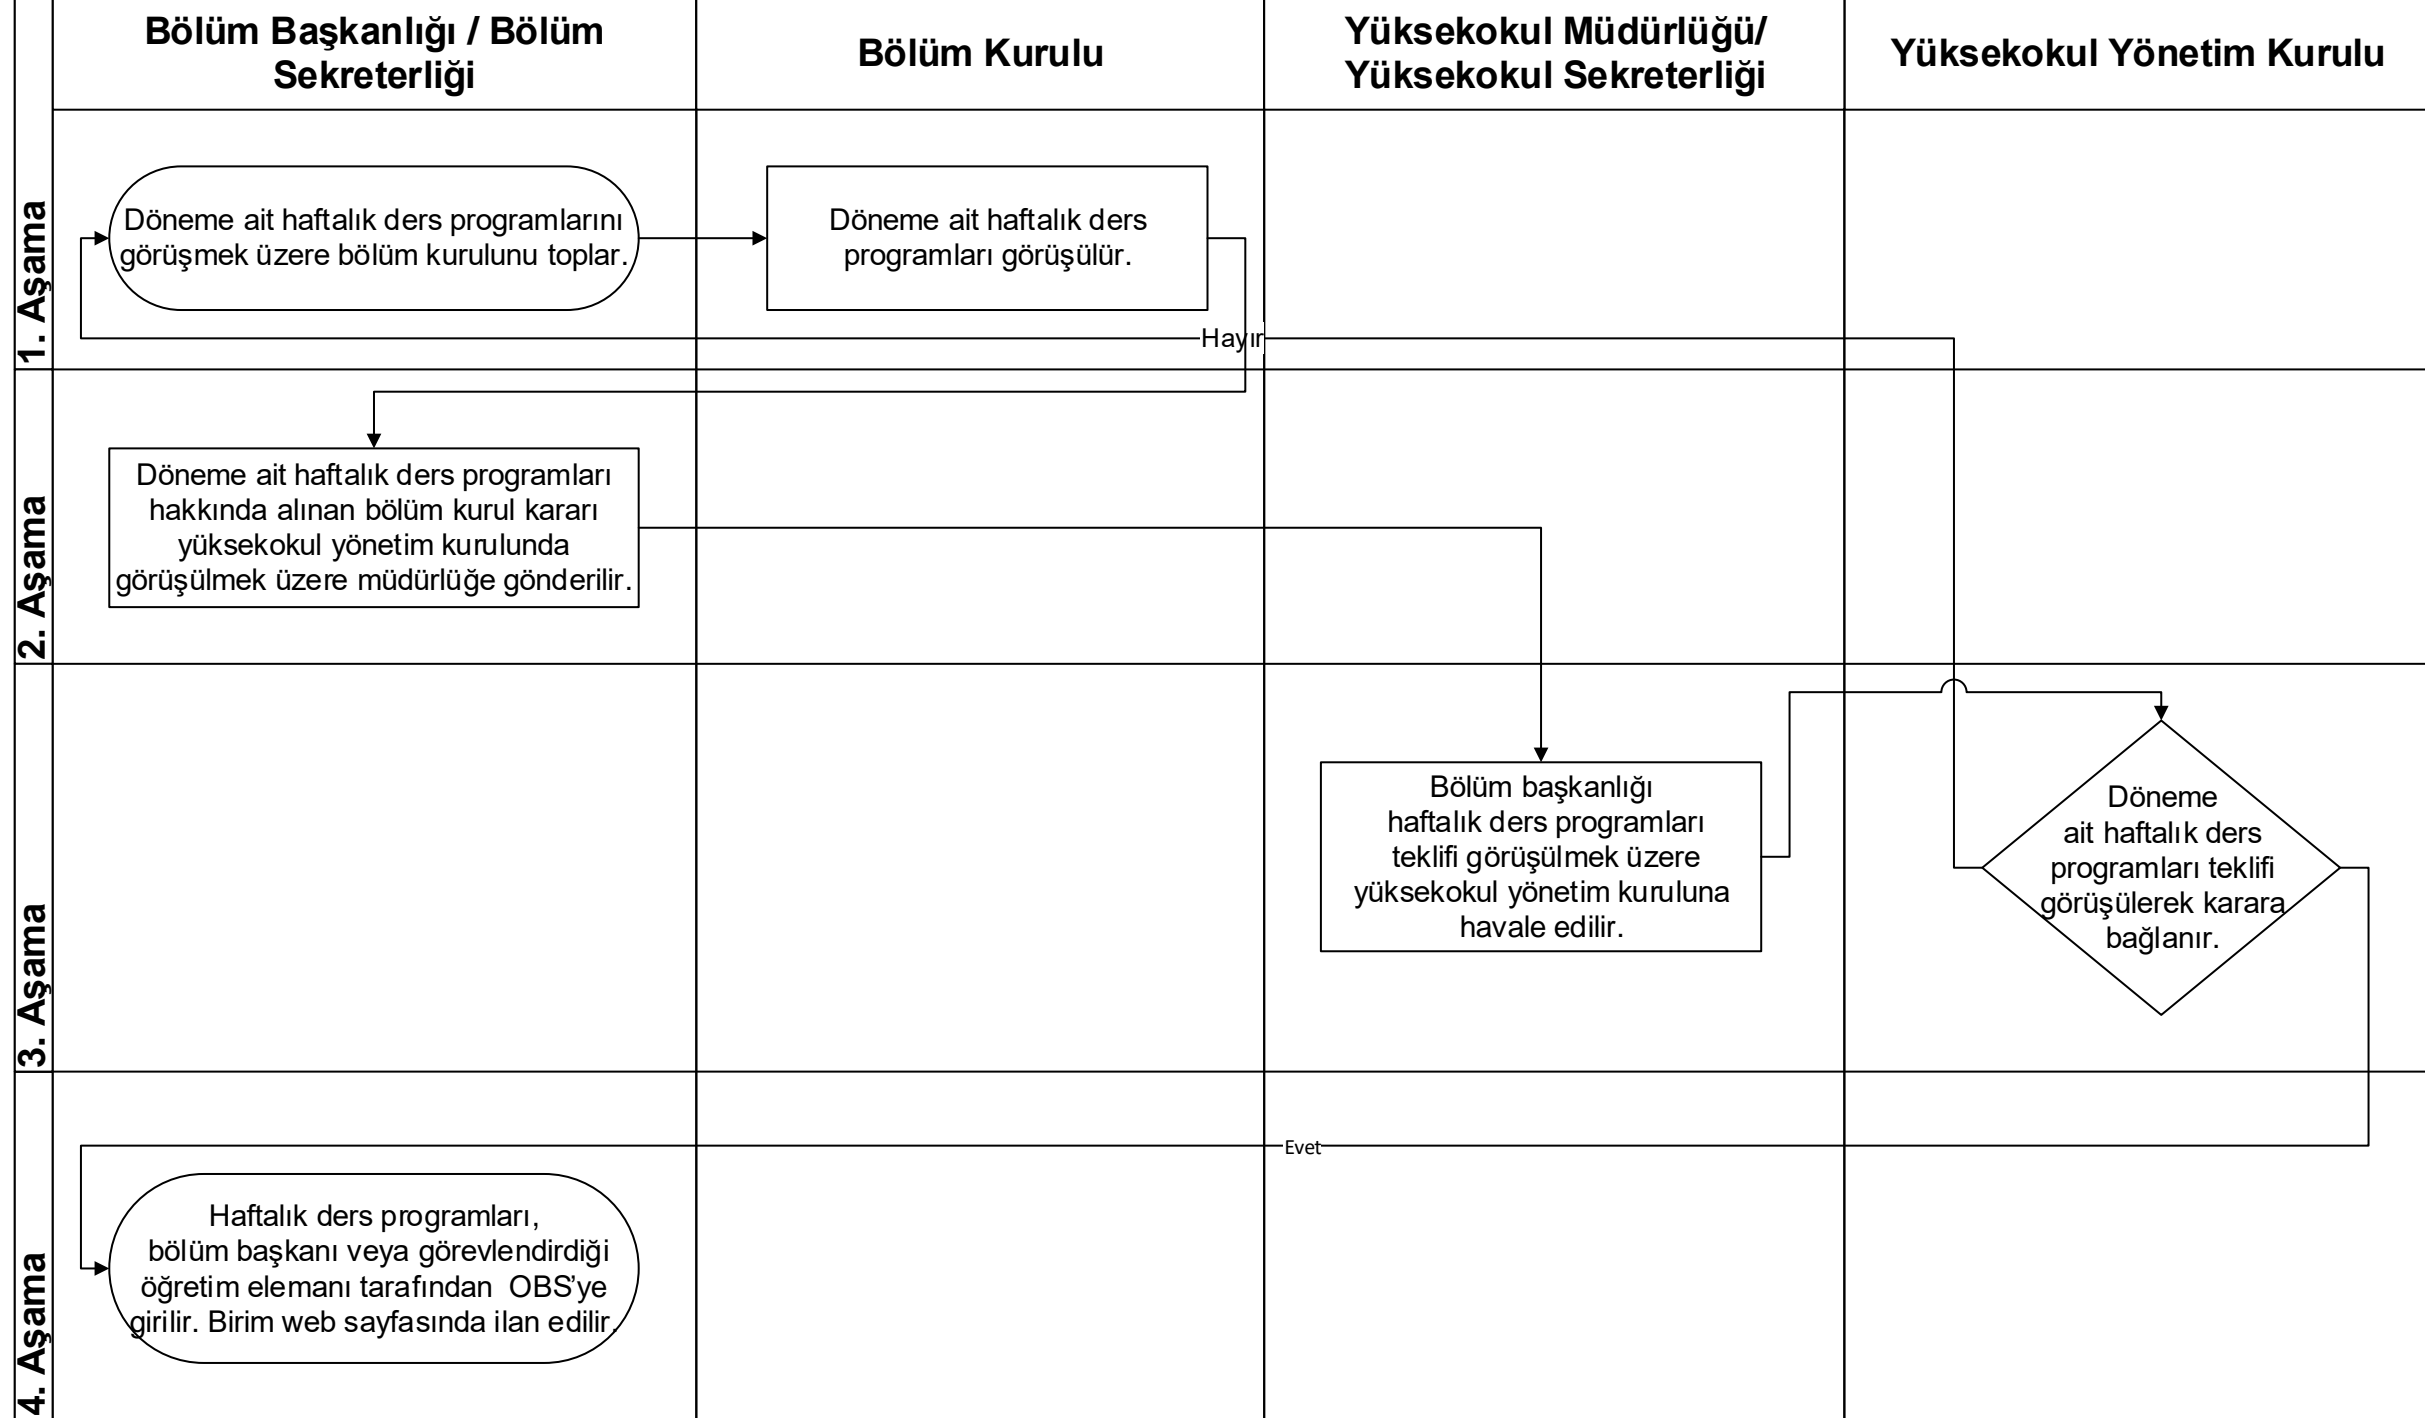 Bölüm Başkanlığı / Bölüm
Sekreterliği
Bölüm Kurulu
Yüksekokul Müdürlüğü/
Yüksekokul Sekreterliği
Yüksekokul Yönetim Kurulu
1. Aşama
Döneme ait haftalık ders programlarını
görüşmek üzere bölüm kurulunu toplar.
Döneme ait haftalık ders
programları görüşülür.
Hayır
2. Aşama
Döneme ait haftalık ders programları
hakkında alınan bölüm kurul kararı
yüksekokul yönetim kurulunda
görüşülmek üzere müdürlüğe gönderilir.
3. Aşama
Bölüm başkanlığı
haftalık ders programları
teklifi görüşülmek üzere
yüksekokul yönetim kuruluna
havale edilir.
Döneme
ait haftalık ders
programları teklifi
görüşülerek karara
bağlanır.
Evet
4. Aşama
Haftalık ders programları,
bölüm başkanı veya görevlendirdiği
öğretim elemanı tarafından  OBS’ye
girilir. Birim web sayfasında ilan edilir.